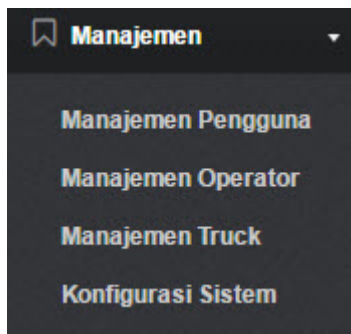 Manajemen
Manajemen Pengguna
Manajemen Operator
Manajemen Truck
Konfigurasi Sistem